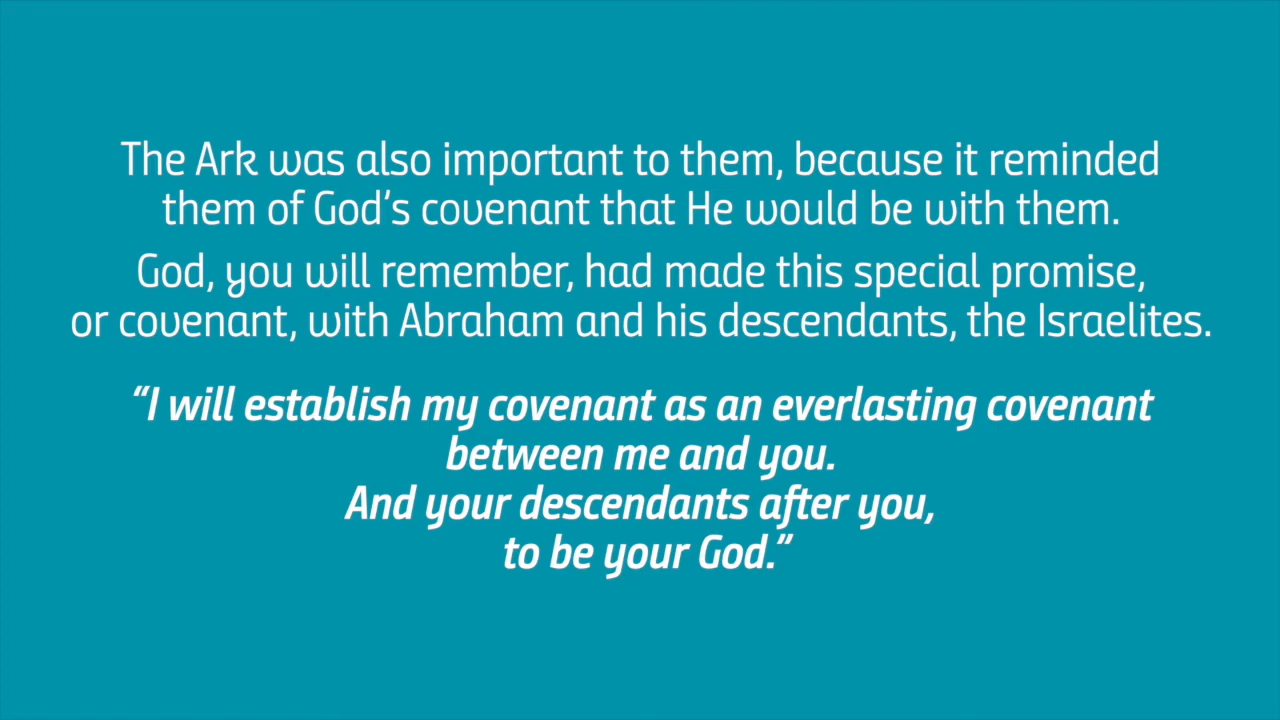 The Ark was also important to them, because it reminded
them of God’s covenant that He would be with them.
God, you will remember, had made this special promise,
or covenant, with Abraham and his descendants, the Israelites.
“I will establish my covenant as an everlasting covenant
between me and you.
And your descendants after you,
to be your God.”